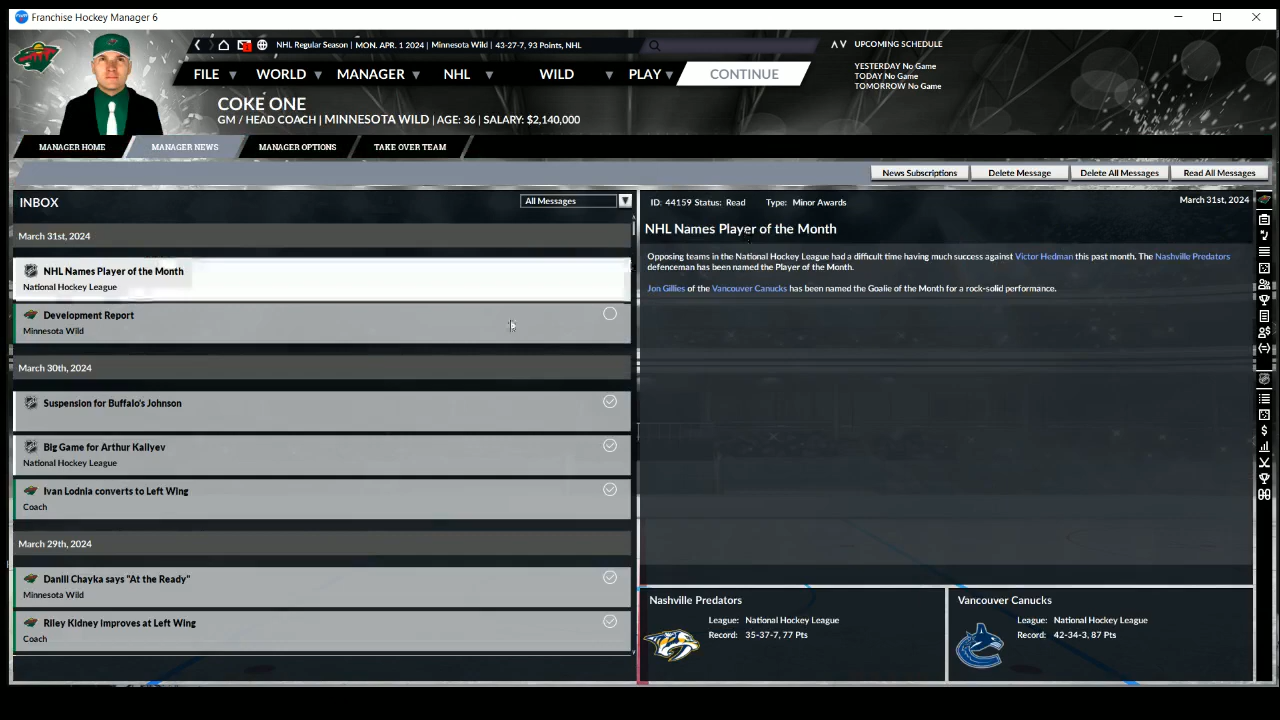 Franchise Hockey Manager 6
NHL Regular Season | MON. APR. 1 2024 | Minnesota Wild | 43-27-7, 93 Points, NHL
UPCOMING SCHEDULE
YESTERDAY No Game
TODAY No Game
TOMORROW No Game
FILE WORLD MANAGER NHL WILD PLAY CONTINUE
COKE ONE
GM / HEAD COACH | MINNESOTA WILD | AGE: 36 | SALARY: $2,140,000
MANAGER HOME MANAGER NEWS MANAGER OPTIONS TAKE OVER TEAM
News Subscriptions Delete Message Delete All Messages Read All Messages
INBOX All Messages
March 31st, 2024
NHL Names Player of the Month
National Hockey League
Development Report
Minnesota Wild
March 30th, 2024
Suspension for Buffalo's Johnson
Big Game for Arthur Kaliyev
National Hockey League
Ivan Lodnia converts to Left Wing
Coach
March 29th, 2024
Daniil Chayka says "At the Ready"
Minnesota Wild
Riley Kidney improves at Left Wing
Coach
ID: 44159 Status: Read Type: Minor Awards March 31st, 2024
NHL Names Player of the Month
Opposing teams in the National Hockey League had a difficult time having much success against Victor Hedman this past month. The Nashville Predators
defenceman has been named the Player of the Month.
Jon Gillies of the Vancouver Canucks has been named the Goalie of the Month for a rock-solid performance.
Nashville Predators
League: National Hockey League
Record: 35-37-7, 77 Pts
Vancouver Canucks
League: National Hockey League
Record: 42-34-3, 87 Pts